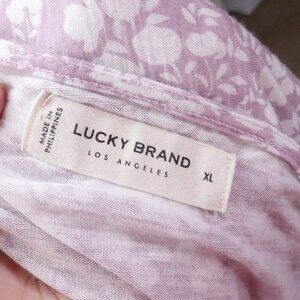 MADE IN
PHILIPPINES
LUCKY BRAND
LOS ANGELES
XL